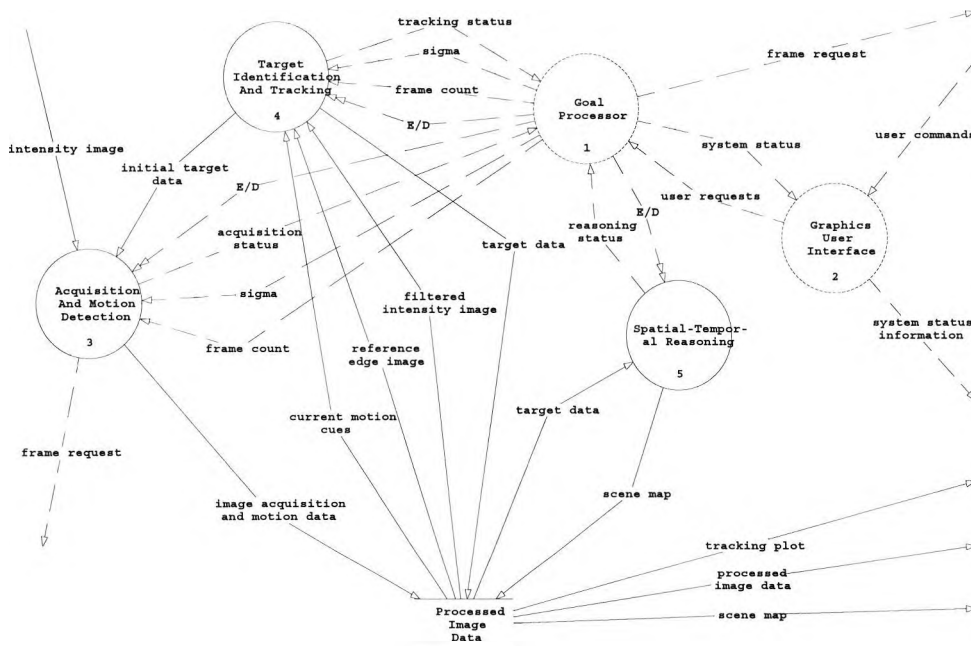 tracking status
Target
Identification
And Tracking
4
sigma
frame count
E/D
Goal
Processor
1
frame request
user commands
system status
user requests
Graphics
User
Interface
2
intensity image
initial target
data
E/D
acquisition
status
sigma
frame count
Acquisition
And Motion
Detection
3
target data
filtered
intensity image
reference
edge image
current motion
cues
E/D
reasoning
status
Spatial-Tempor-
al Reasoning
5
system status
information
target data
scene map
frame request
image acquisition
and motion data
tracking plot
processed
image data
scene map
Processed
Image
Data